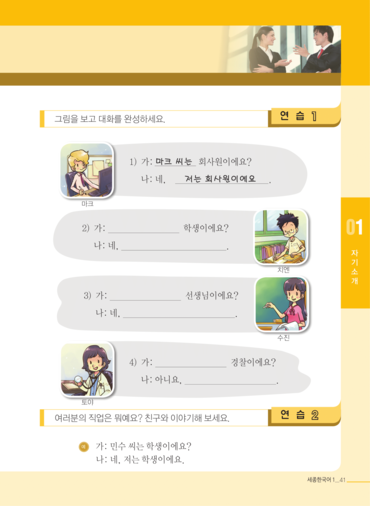 연 습 1
그림을 보고 대화를 완성하세요.
1) 가: 마크 씨는 회사원이에요?
나: 네, 저는 회사원이에요.
마크
2) 가: 학생이에요?
나: 네, .
지엔
3) 가: 선생님이에요?
나: 네, .
수진
4) 가: 경찰이에요?
나: 아니요, .
토야
01
자기소개
연 습 2
여러분의 직업은 뭐예요? 친구와 이야기해 보세요.
가: 민수 씨는 학생이에요?
나: 네, 저는 학생이에요.
세종한국어 1_ 41